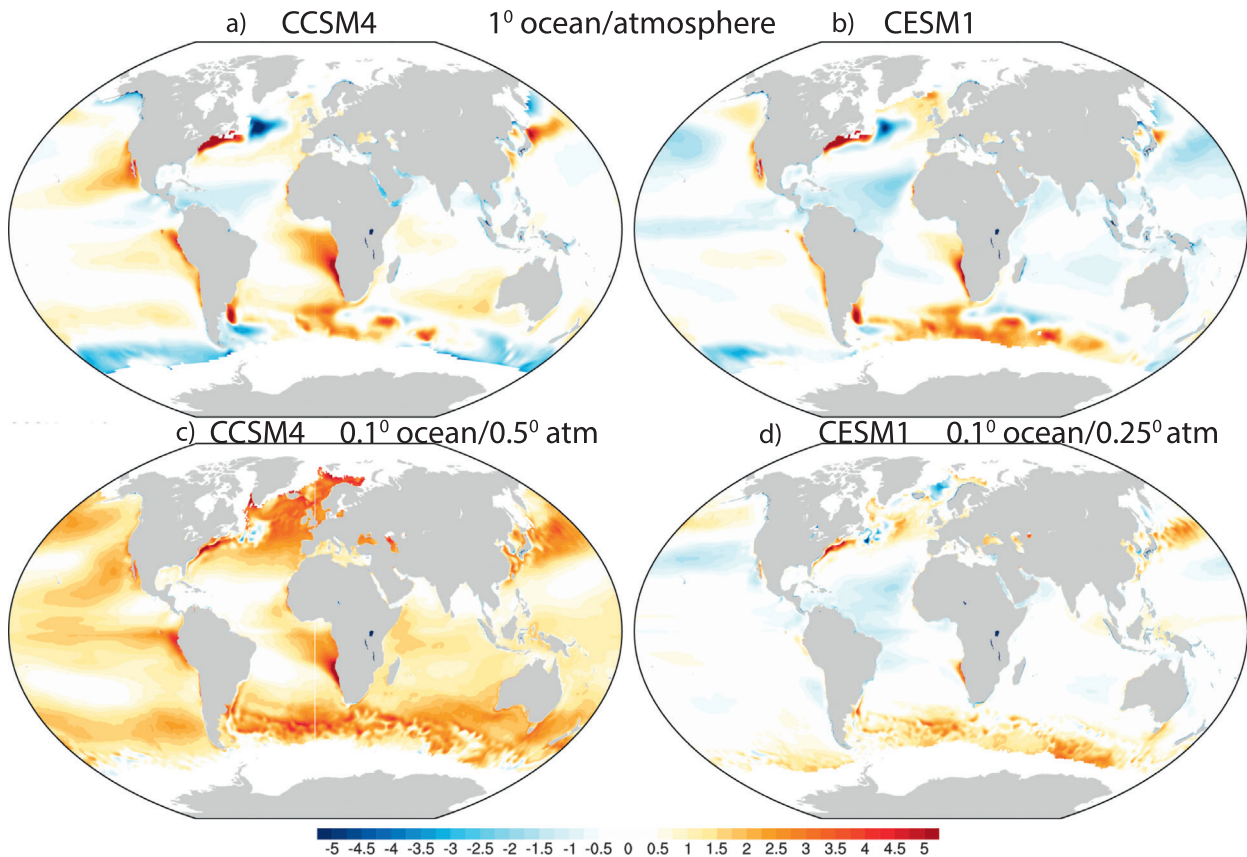 a) CCSM4 1⁰ ocean/atmosphere b) CESM1
c) CCSM4 0.1⁰ ocean/0.5⁰ atm d) CESM1 0.1⁰ ocean/0.25⁰ atm
-5 -4.5 -4 -3.5 -3 -2.5 -2 -1.5 -1 -0.5 0 0.5 1 1.5 2 2.5 3 3.5 4 4.5 5